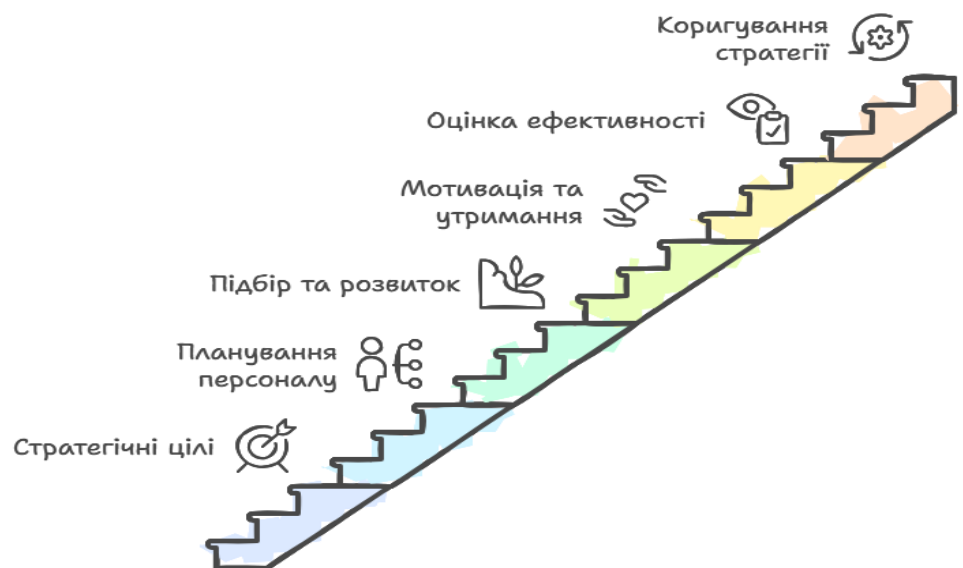 Коригування
стратегії
Оцінка ефективності
Мотивація та
утримання
Підбір та розвиток
Планування
персоналу
Стратегічні цілі